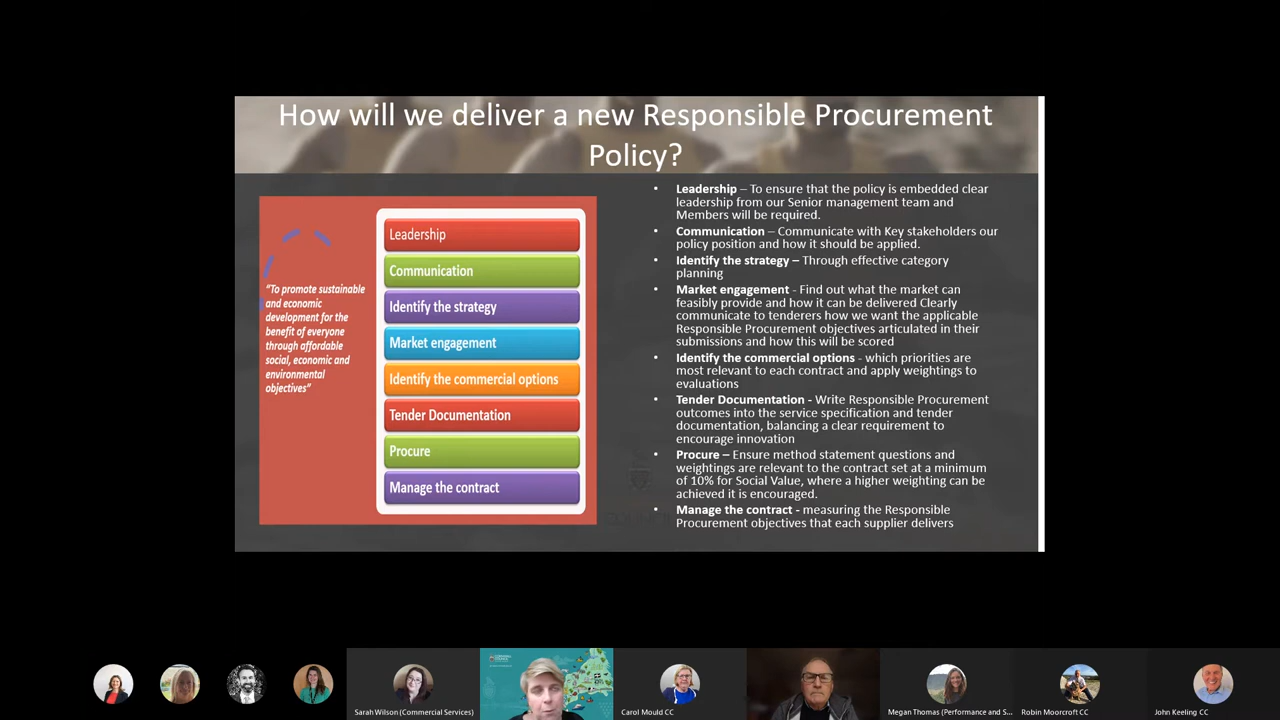 How will we deliver a new Responsible Procurement
Policy?
“To promote sustainable
and economic
development for the
benefit of everyone
through affordable
social, economic and
environmental
objectives”
Leadership
Communication
Identify the strategy
Market engagement
Identify the commercial options
Tender Documentation
Procure
Manage the contract
• Leadership – To ensure that the policy is embedded clear
leadership from our Senior management team and
Members will be required.
• Communication – Communicate with Key stakeholders our
policy position and how it should be applied.
• Identify the strategy – Through effective category
planning
• Market engagement - Find out what the market can
feasibly provide and how it can be delivered Clearly
communicate to tenderers how we want the applicable
Responsible Procurement objectives articulated in their
submissions and how this will be scored
• Identify the commercial options - which priorities are
most relevant to each contract and apply weightings to
evaluations
• Tender Documentation - Write Responsible Procurement
outcomes into the service specification and tender
documentation, balancing a clear requirement to
encourage innovation
• Procure – Ensure method statement questions and
weightings are relevant to the contract set at a minimum
of 10% for Social Value, where a higher weighting can be
achieved it is encouraged.
• Manage the contract - measuring the Responsible
Procurement objectives that each supplier delivers
Sarah Wilson (Commercial Services)
Carol Mould CC
Megan Thomas (Performance and S...
Robin Moorcroft CC
John Keeling CC